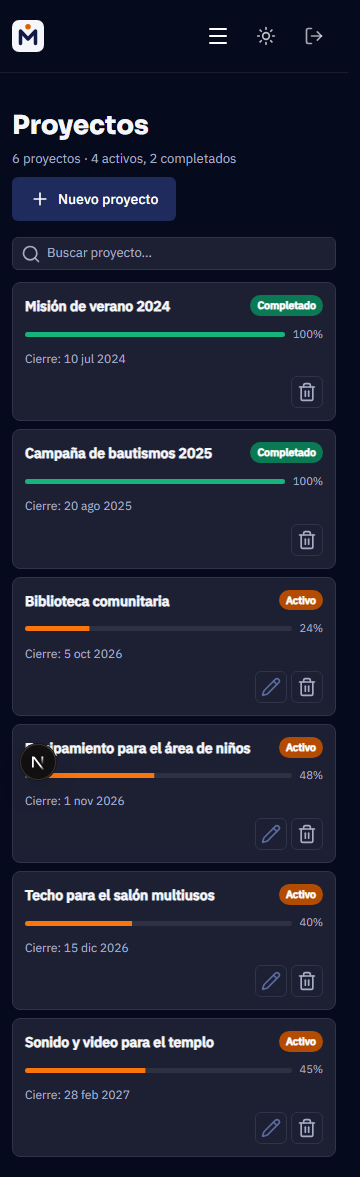 M
Proyectos
6 proyectos · 4 activos, 2 completados
Nuevo proyecto
Buscar proyecto...
Misión de verano 2024 Completado
100%
Cierre: 10 jul 2024
Campaña de bautismos 2025 Completado
100%
Cierre: 20 ago 2025
Biblioteca comunitaria Activo
24%
Cierre: 5 oct 2026
para el área de niños Activo
N 48%
Cierre: 1 nov 2026
Techo para el salón multiusos Activo
40%
Cierre: 15 dic 2026
Sonido y video para el templo Activo
45%
Cierre: 28 feb 2027